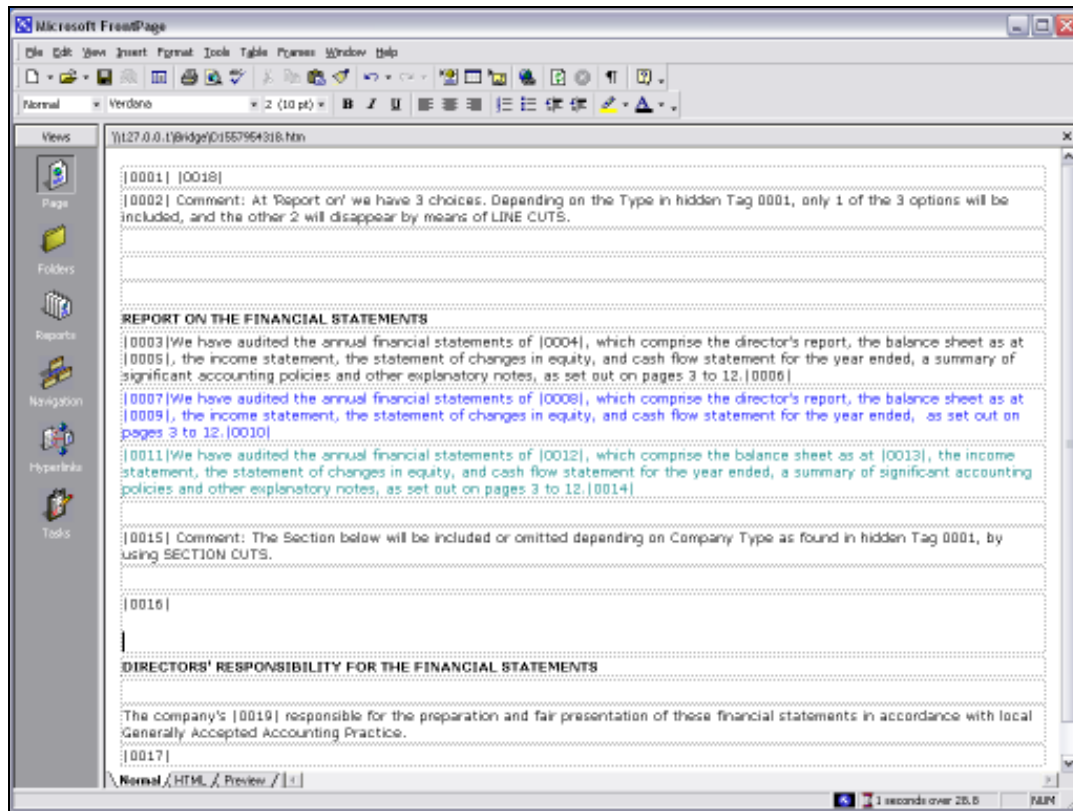 Microsoft FrontPage
File Edit View Insert Format Tools Table Frames Window Help
Normal Verdana 2 (10 pt) B I U A
Views \\127.0.0.1\Bridge\D1557954318.htm
|0001| |0018|
Page
|0002| Comment: At 'Report on' we have 3 choices. Depending on the Type in hidden Tag 0001, only 1 of the 3 options will be
included, and the other 2 will disappear by means of LINE CUTS.
Folders
REPORT ON THE FINANCIAL STATEMENTS
Reports
|0003|We have audited the annual financial statements of |0004|, which comprise the director's report, the balance sheet as at
|0005|, the income statement, the statement of changes in equity, and cash flow statement for the year ended, a summary of
significant accounting policies and other explanatory notes, as set out on pages 3 to 12.|0006|
Navigation
|0007|We have audited the annual financial statements of |0008|, which comprise the director's report, the balance sheet as at
|0009|, the income statement, the statement of changes in equity, and cash flow statement for the year ended, as set out on
pages 3 to 12.|0010|
Hyperlinks
|0011|We have audited the annual financial statements of |0012|, which comprise the balance sheet as at |0013|, the income
statement, the statement of changes in equity, and cash flow statement for the year ended, a summary of significant accounting
policies and other explanatory notes, as set out on pages 3 to 12.|0014|
Tasks
|0015| Comment: The Section below will be included or omitted depending on Company Type as found in hidden Tag 0001, by
using SECTION CUTS.
|0016|
DIRECTORS' RESPONSIBILITY FOR THE FINANCIAL STATEMENTS
The company's |0019| responsible for the preparation and fair presentation of these financial statements in accordance with local
Generally Accepted Accounting Practice.
|0017|
Normal HTML Preview
1 seconds over 28.8 NUM